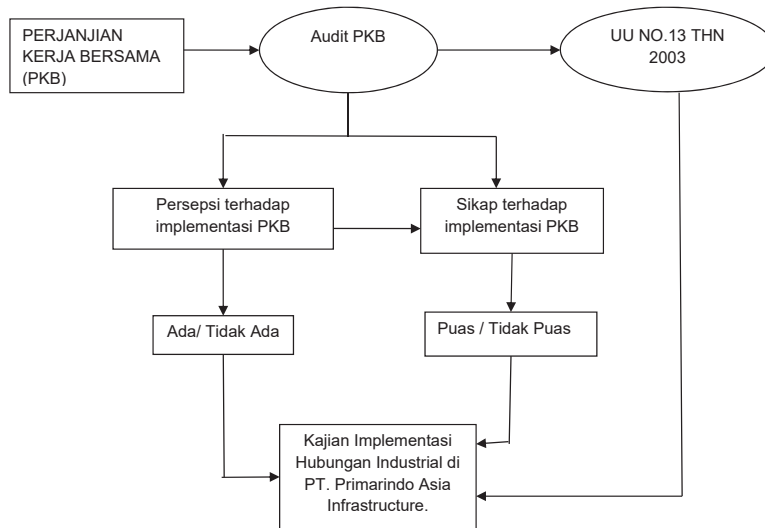 PERJANJIAN
KERJA BERSAMA
(PKB)
Audit PKB
UU NO.13 THN
2003
Persepsi terhadap
implementasi PKB
Sikap terhadap
implementasi PKB
Ada/ Tidak Ada
Puas / Tidak Puas
Kajian Implementasi
Hubungan Industrial di
PT. Primarindo Asia
Infrastructure.